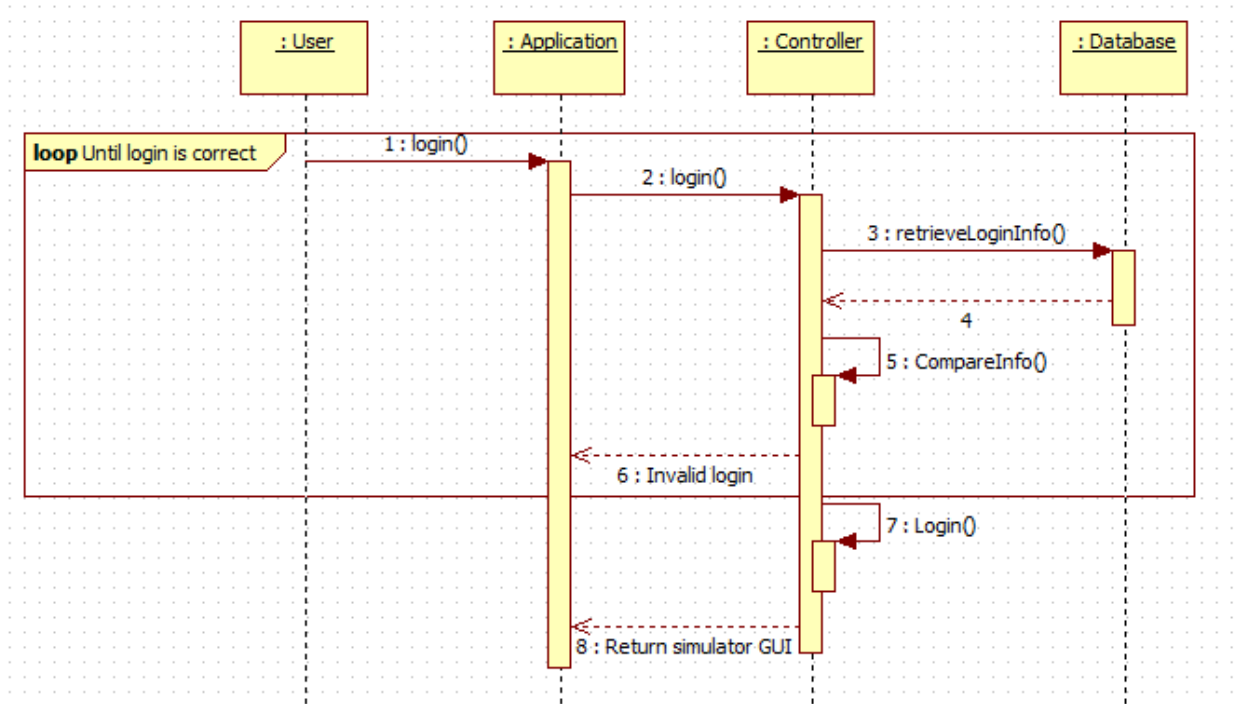 : User
: Application
: Controller
: Database
loop Until login is correct
1 : login()
2 : login()
3 : retrieveLoginInfo()
4
5 : CompareInfo()
6 : Invalid login
7 : Login()
8 : Return simulator GUI